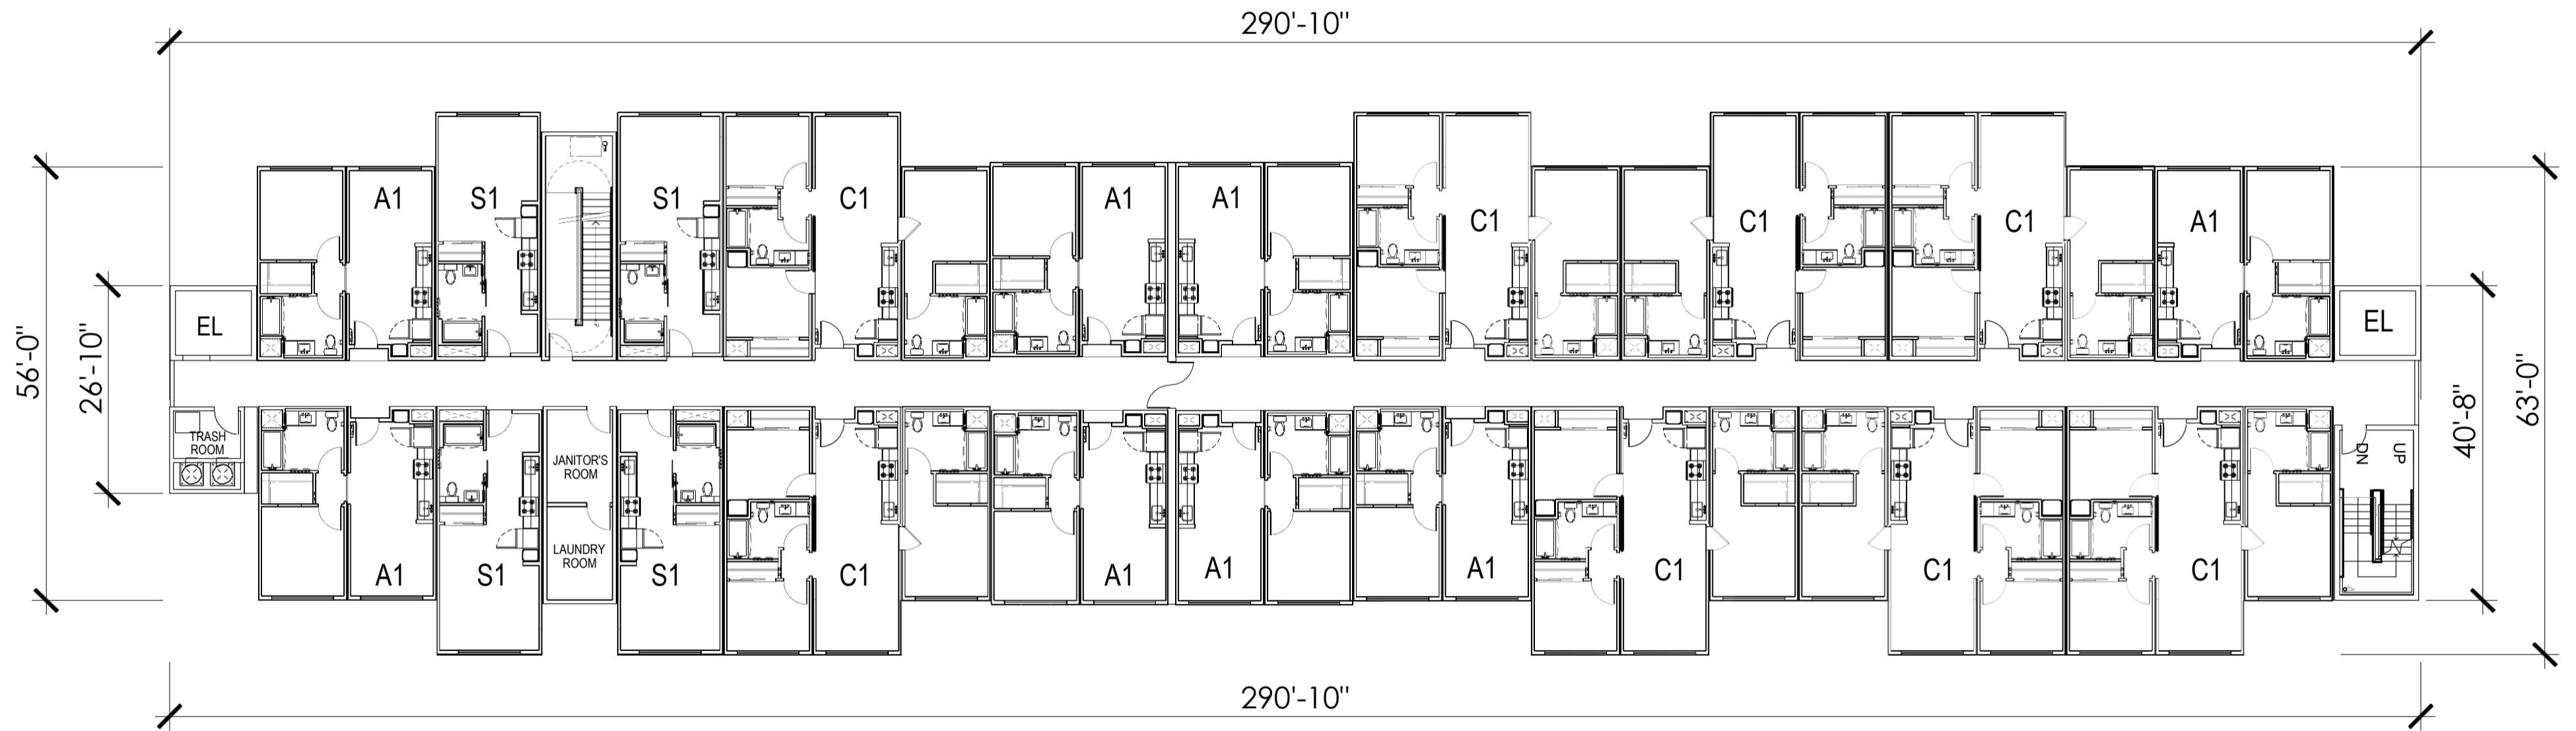 290'-10"
A1
S1
S1
C1
A1
A1
C1
C1
C1
A1
EL
EL
56'-0"
26'-10"
40'-8"
63'-0"
TRASH
ROOM
JANITOR'S
ROOM
DN
UP
LAUNDRY
ROOM
A1
S1
S1
C1
A1
A1
A1
C1
C1
C1
290'-10"